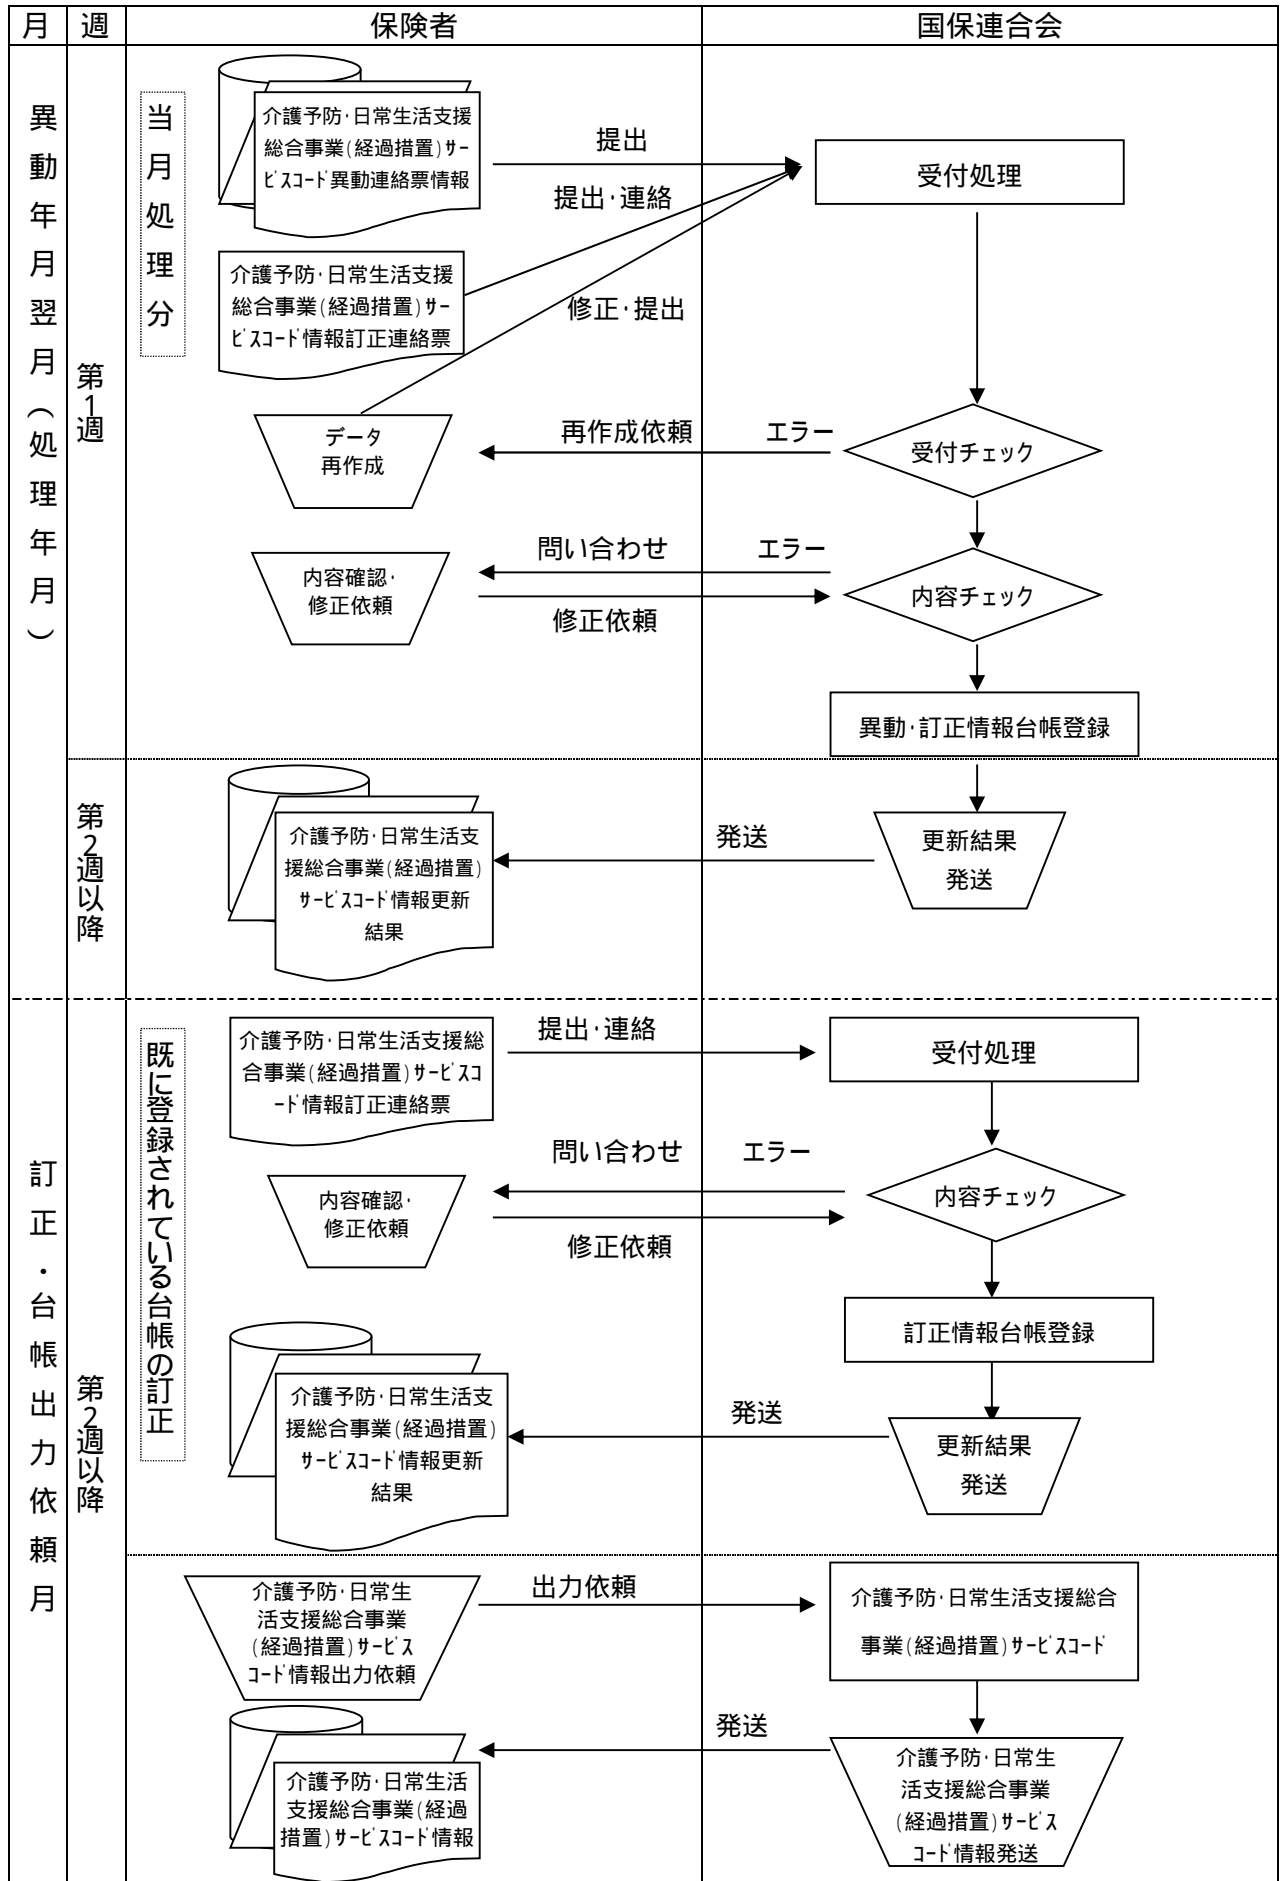 月
週
保険者
国保連合会
異動年月翌月（処理年月）
第1週
当月処理分
介護予防・日常生活支援
総合事業(経過措置)ｻｰ
ﾋﾞｽｺｰﾄﾞ異動連絡票情報
提出
受付処理
提出・連絡
介護予防・日常生活支援
総合事業(経過措置)ｻｰ
ﾋﾞｽｺｰﾄﾞ情報訂正連絡票
修正・提出
データ
再作成
再作成依頼
エラー
受付チェック
内容確認・
修正依頼
問い合わせ
エラー
修正依頼
内容チェック
異動・訂正情報台帳登録
第2週以降
介護予防・日常生活支
援総合事業(経過措置)
ｻｰﾋﾞｽｺｰﾄﾞ情報更新
結果
発送
更新結果
発送
訂正・台帳出力依頼月
第2週以降
既に登録されている台帳の訂正
介護予防・日常生活支援総
合事業(経過措置)ｻｰﾋﾞｽｺ
ｰﾄﾞ情報訂正連絡票
提出・連絡
受付処理
内容確認・
修正依頼
問い合わせ
エラー
修正依頼
内容チェック
訂正情報台帳登録
介護予防・日常生活支
援総合事業(経過措置)
ｻｰﾋﾞｽｺｰﾄﾞ情報更新
結果
発送
更新結果
発送
介護予防・日常生
活支援総合事業
(経過措置)ｻｰﾋﾞｽ
ｺｰﾄﾞ情報出力依頼
出力依頼
介護予防・日常生活支援総合
事業(経過措置)ｻｰﾋﾞｽｺｰﾄﾞ
介護予防・日常生活
支援総合事業(経過
措置)ｻｰﾋﾞｽｺｰﾄﾞ情報
発送
介護予防・日常生
活支援総合事業
(経過措置)ｻｰﾋﾞｽ
ｺｰﾄﾞ情報発送